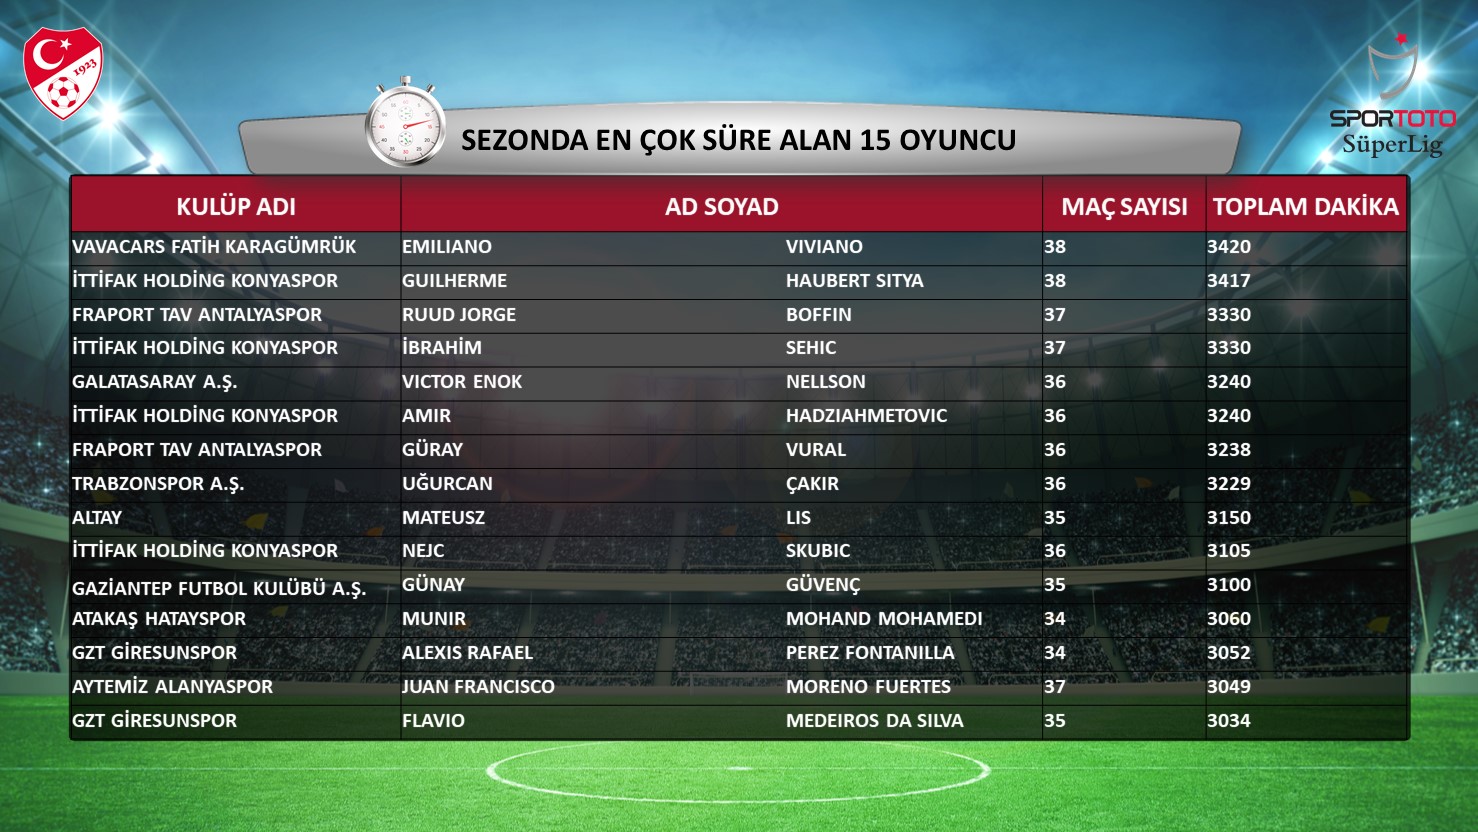 1923
SPORTOTO
SüperLig
SEZONDA EN ÇOK SÜRE ALAN 15 OYUNCU
KULÜP ADI AD SOYAD MAÇ SAYISI TOPLAM DAKİKA
VAVACARS FATİH KARAGÜMRÜK EMILIANO VIVIANO 38 3420
İTTİFAK HOLDİNG KONYASPOR GUILHERME HAUBERT SITYA 38 3417
FRAPORT TAV ANTALYASPOR RUUD JORGE BOFFIN 37 3330
İTTİFAK HOLDİNG KONYASPOR İBRAHİM SEHIC 37 3330
GALATASARAY A.Ş. VICTOR ENOK NELLSON 36 3240
İTTİFAK HOLDİNG KONYASPOR AMIR HADZIAHMETOVIC 36 3240
FRAPORT TAV ANTALYASPOR GÜRAY VURAL 36 3238
TRABZONSPOR A.Ş. UĞURCAN ÇAKIR 36 3229
ALTAY MATEUSZ LIS 35 3150
İTTİFAK HOLDİNG KONYASPOR NEJC SKUBIC 36 3105
GAZİANTEP FUTBOL KULÜBÜ A.Ş. GÜNAY GÜVENÇ 35 3100
ATAKAŞ HATAYSPOR MUNIR MOHAND MOHAMEDI 34 3060
GZT GİRESUNSPOR ALEXIS RAFAEL PEREZ FONTANILLA 34 3052
AYTEMİZ ALANYASPOR JUAN FRANCISCO MORENO FUERTES 37 3049
GZT GİRESUNSPOR FLAVIO MEDEIROS DA SILVA 35 3034